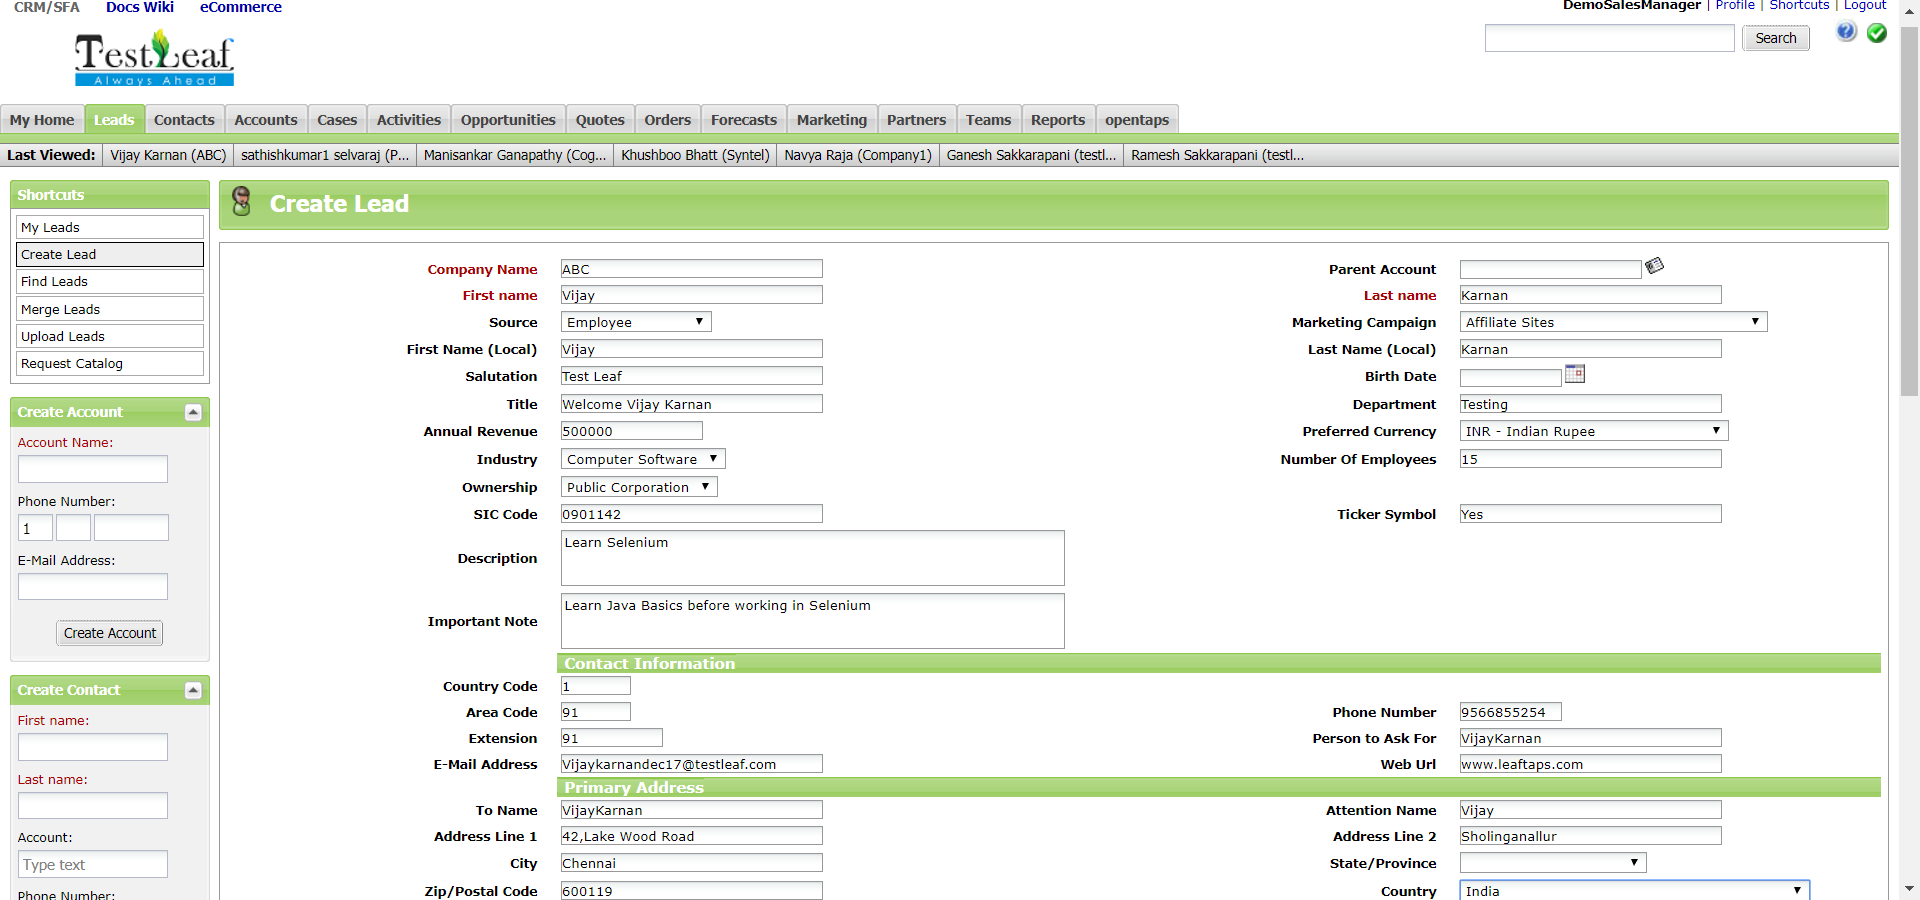 CRM/SFA Docs Wiki eCommerce
DemoSalesManager | Profile | Shortcuts | Logout
TestLeaf
Always Ahead
Search
My Home Leads Contacts Accounts Cases Activities Opportunities Quotes Orders Forecasts Marketing Partners Teams Reports opentaps
Last Viewed: Vijay Karnan (ABC) sathishkumar1 selvaraj (P... Manisankar Ganapathy (Cog... Khushboo Bhatt (Syntel) Navya Raja (Company1) Ganesh Sakkarapani (testl... Ramesh Sakkarapani (testl...
Shortcuts
My Leads
Create Lead
Find Leads
Merge Leads
Upload Leads
Request Catalog
Create Account
Account Name:
Phone Number:
1
E-Mail Address:
Create Account
Create Contact
First name:
Last name:
Account:
Type text
Phone Number:
Create Lead
Company Name ABC Parent Account
First name Vijay Last name Karnan
Source Employee Marketing Campaign Affiliate Sites
First Name (Local) Vijay Last Name (Local) Karnan
Salutation Test Leaf Birth Date
Title Welcome Vijay Karnan Department Testing
Annual Revenue 500000 Preferred Currency INR - Indian Rupee
Industry Computer Software Number Of Employees 15
Ownership Public Corporation
SIC Code 0901142 Ticker Symbol Yes
Description Learn Selenium
Important Note Learn Java Basics before working in Selenium
Contact Information
Country Code 1
Area Code 91 Phone Number 9566855254
Extension 91 Person to Ask For VijayKarnan
E-Mail Address Vijaykarnandec17@testleaf.com Web Url www.leaftaps.com
Primary Address
To Name VijayKarnan Attention Name Vijay
Address Line 1 42,Lake Wood Road Address Line 2 Sholinganallur
City Chennai State/Province
Zip/Postal Code 600119 Country India